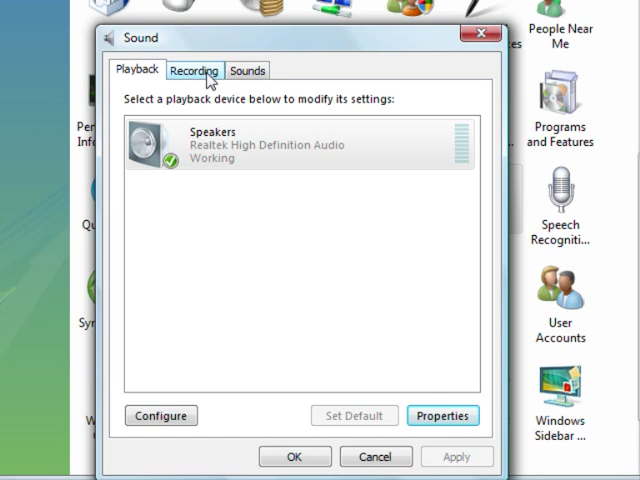 Sound
Playback
Recording
Sounds
Select a playback device below to modify its settings:
Speakers
Realtek High Definition Audio
Working
Configure
Set Default
Properties
OK
Cancel
Apply
People Near
Me
Programs
and Features
Speech
Recogniti...
User
Accounts
Windows
Sidebar ...